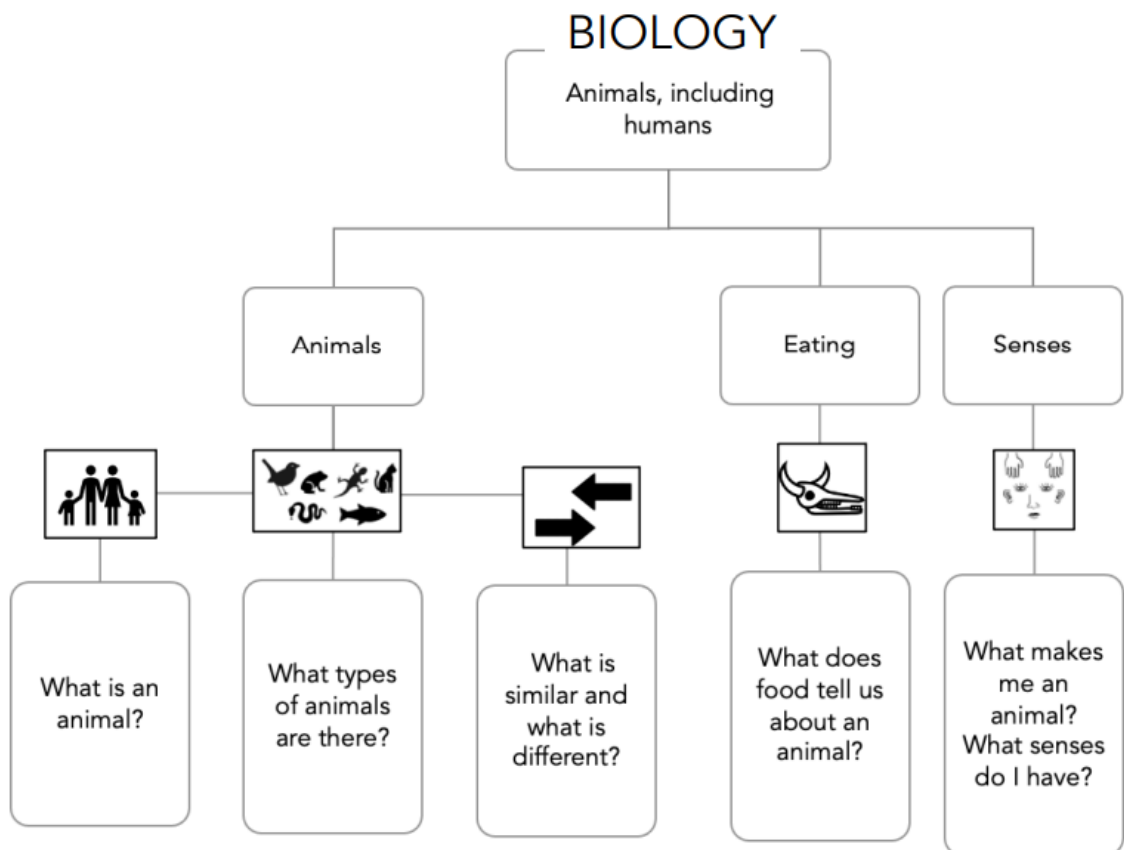 BIOLOGY
Animals, including
humans
Animals
Eating
Senses
What is an
animal?
What types
of animals
are there?
What is
similar and
what is
different?
What does
food tell us
about an
animal?
What makes
me an
animal?
What senses
do I have?